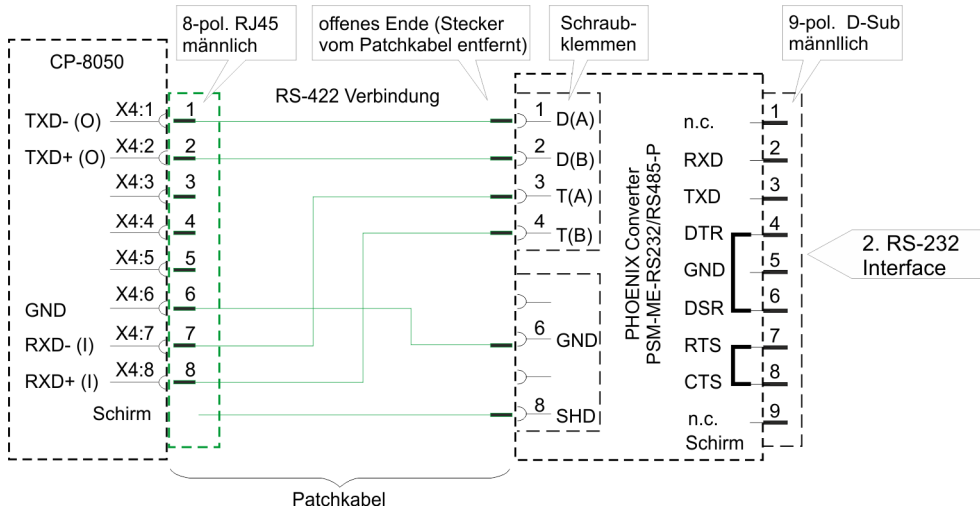 8-pol. RJ45
männlich
offenes Ende (Stecker
vom Patchkabel entfernt)
Schraub-
klemmen
9-pol. D-Sub
männllich
CP-8050
RS-422 Verbindung
TXD- (O) X4:1 1
TXD+ (O) X4:2 2
X4:3 3
X4:4 4
X4:5 5
GND X4:6 6
RXD- (I) X4:7 7
RXD+ (I) X4:8 8
Schirm
1 D(A)
2 D(B)
3 T(A)
4 T(B)
6 GND
8 SHD
PHOENIX Converter
PSM-ME-RS232/RS485-P
n.c. 1
RXD 2
TXD 3
DTR 4
GND 5
DSR 6
RTS 7
CTS 8
n.c. 9
Schirm
2. RS-232
Interface
Patchkabel